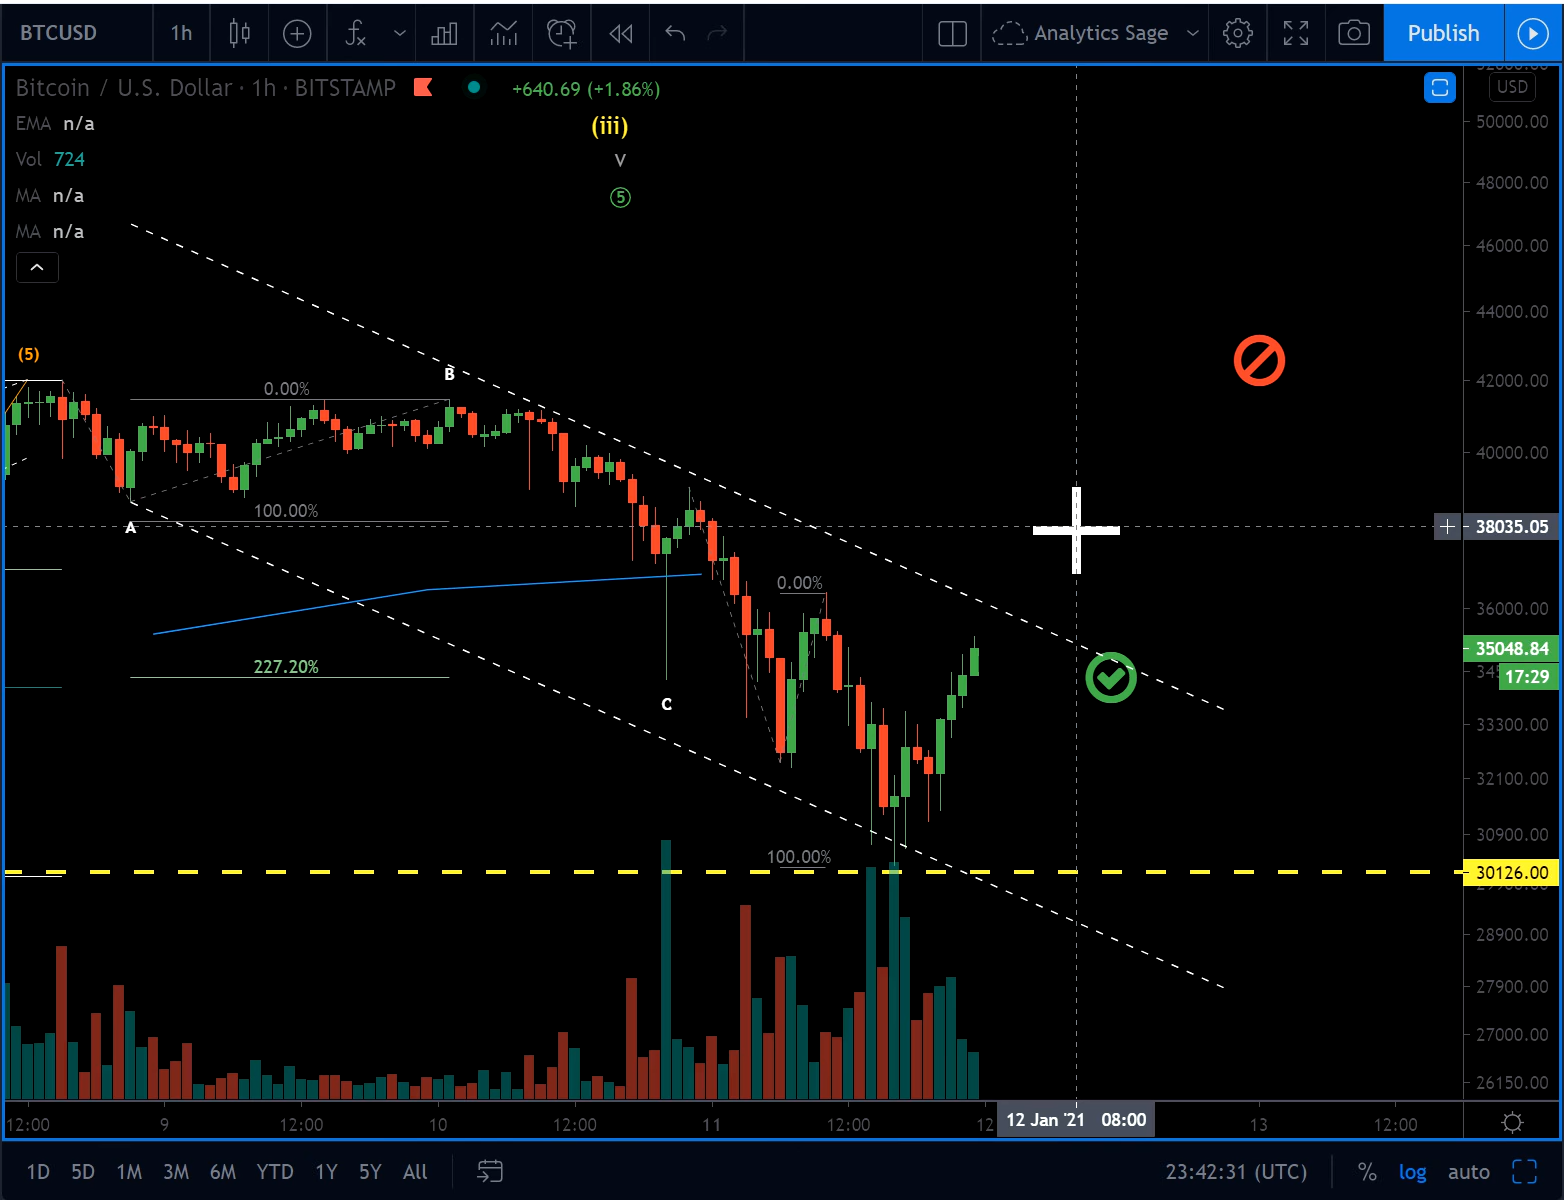 BTCUSD 1h Analytics Sage Publish
Bitcoin / U.S. Dollar · 1h · BITSTAMP +640.69 (+1.86%) USD
EMA n/a
(iii)
50000.00
Vol 724
V
48000.00
MA n/a
5
MA n/a
46000.00
44000.00
(5)
B
0.00%
42000.00
40000.00
100.00%
A
38035.05
0.00%
36000.00
35048.84
227.20%
17:29
C
33300.00
32100.00
30900.00
100.00%
30126.00
28900.00
27900.00
27000.00
26150.00
12:00 9 12:00 10 12:00 11 12:00 12 12 Jan '21 08:00 13 12:00
1D 5D 1M 3M 6M YTD 1Y 5Y All 23:42:31 (UTC) % log auto